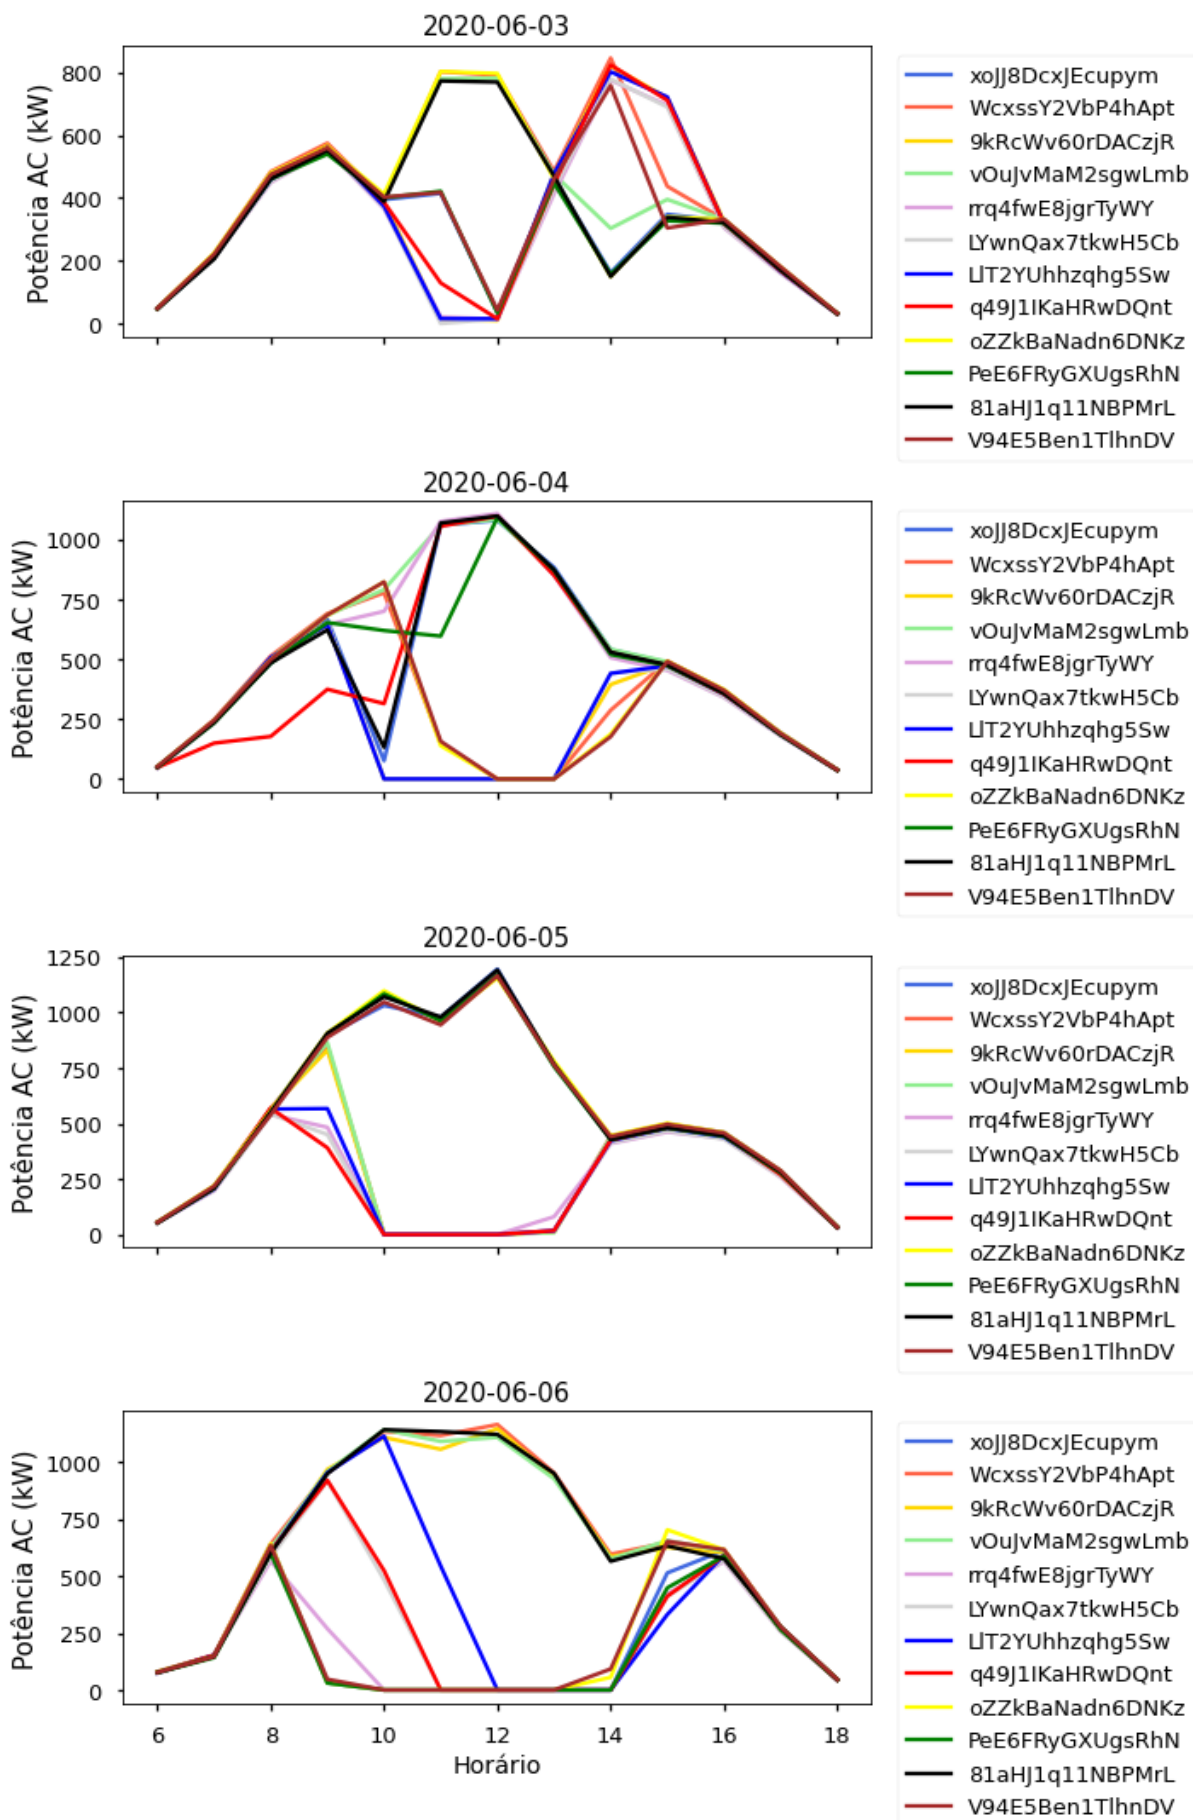 2020-06-03
Potência AC (kW)
800
600
400
200
0
xoJJ8DcxJEcupym
WcxssY2VbP4hApt
9kRcWv60rDACzjR
vOuJvMaM2sgwLmb
rrq4fwE8jgrTyWY
LYwnQax7tkwH5Cb
LlT2YUhhzqhg5Sw
q49J1IKaHRwDQnt
oZZkBaNadn6DNKz
PeE6FRyGXUgsRhN
81aHJ1q11NBPMrL
V94E5Ben1TlhnDV
2020-06-04
Potência AC (kW)
1000
750
500
250
0
xoJJ8DcxJEcupym
WcxssY2VbP4hApt
9kRcWv60rDACzjR
vOuJvMaM2sgwLmb
rrq4fwE8jgrTyWY
LYwnQax7tkwH5Cb
LlT2YUhhzqhg5Sw
q49J1IKaHRwDQnt
oZZkBaNadn6DNKz
PeE6FRyGXUgsRhN
81aHJ1q11NBPMrL
V94E5Ben1TlhnDV
2020-06-05
Potência AC (kW)
1250
1000
750
500
250
0
xoJJ8DcxJEcupym
WcxssY2VbP4hApt
9kRcWv60rDACzjR
vOuJvMaM2sgwLmb
rrq4fwE8jgrTyWY
LYwnQax7tkwH5Cb
LlT2YUhhzqhg5Sw
q49J1IKaHRwDQnt
oZZkBaNadn6DNKz
PeE6FRyGXUgsRhN
81aHJ1q11NBPMrL
V94E5Ben1TlhnDV
2020-06-06
Potência AC (kW)
1000
750
500
250
0
6 8 10 12 14 16 18
Horário
xoJJ8DcxJEcupym
WcxssY2VbP4hApt
9kRcWv60rDACzjR
vOuJvMaM2sgwLmb
rrq4fwE8jgrTyWY
LYwnQax7tkwH5Cb
LlT2YUhhzqhg5Sw
q49J1IKaHRwDQnt
oZZkBaNadn6DNKz
PeE6FRyGXUgsRhN
81aHJ1q11NBPMrL
V94E5Ben1TlhnDV